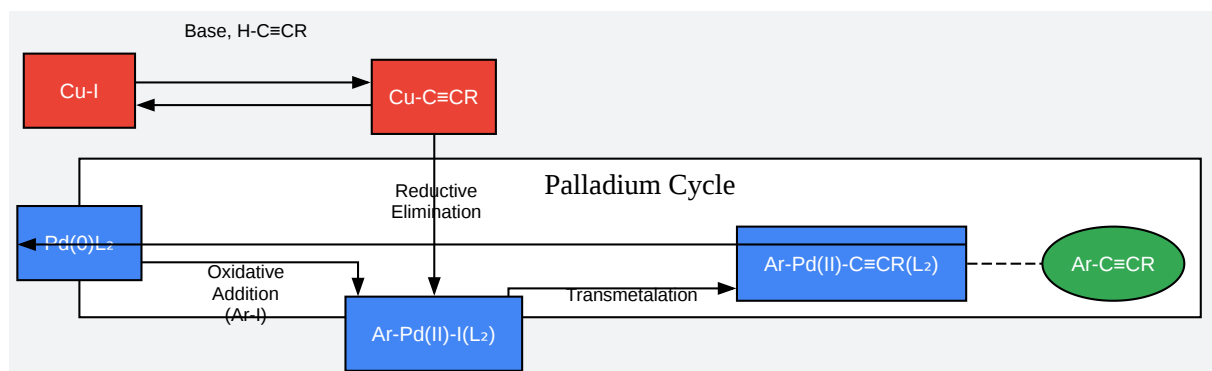 Base, H-C≡CR
Cu-I
Cu-C≡CR
Palladium Cycle
Reductive
Elimination
Pd(0)L₂
Ar-Pd(II)-C≡CR(L₂)
Ar-C≡CR
Oxidative
Addition
(Ar-I)
Transmetalation
Ar-Pd(II)-I(L₂)